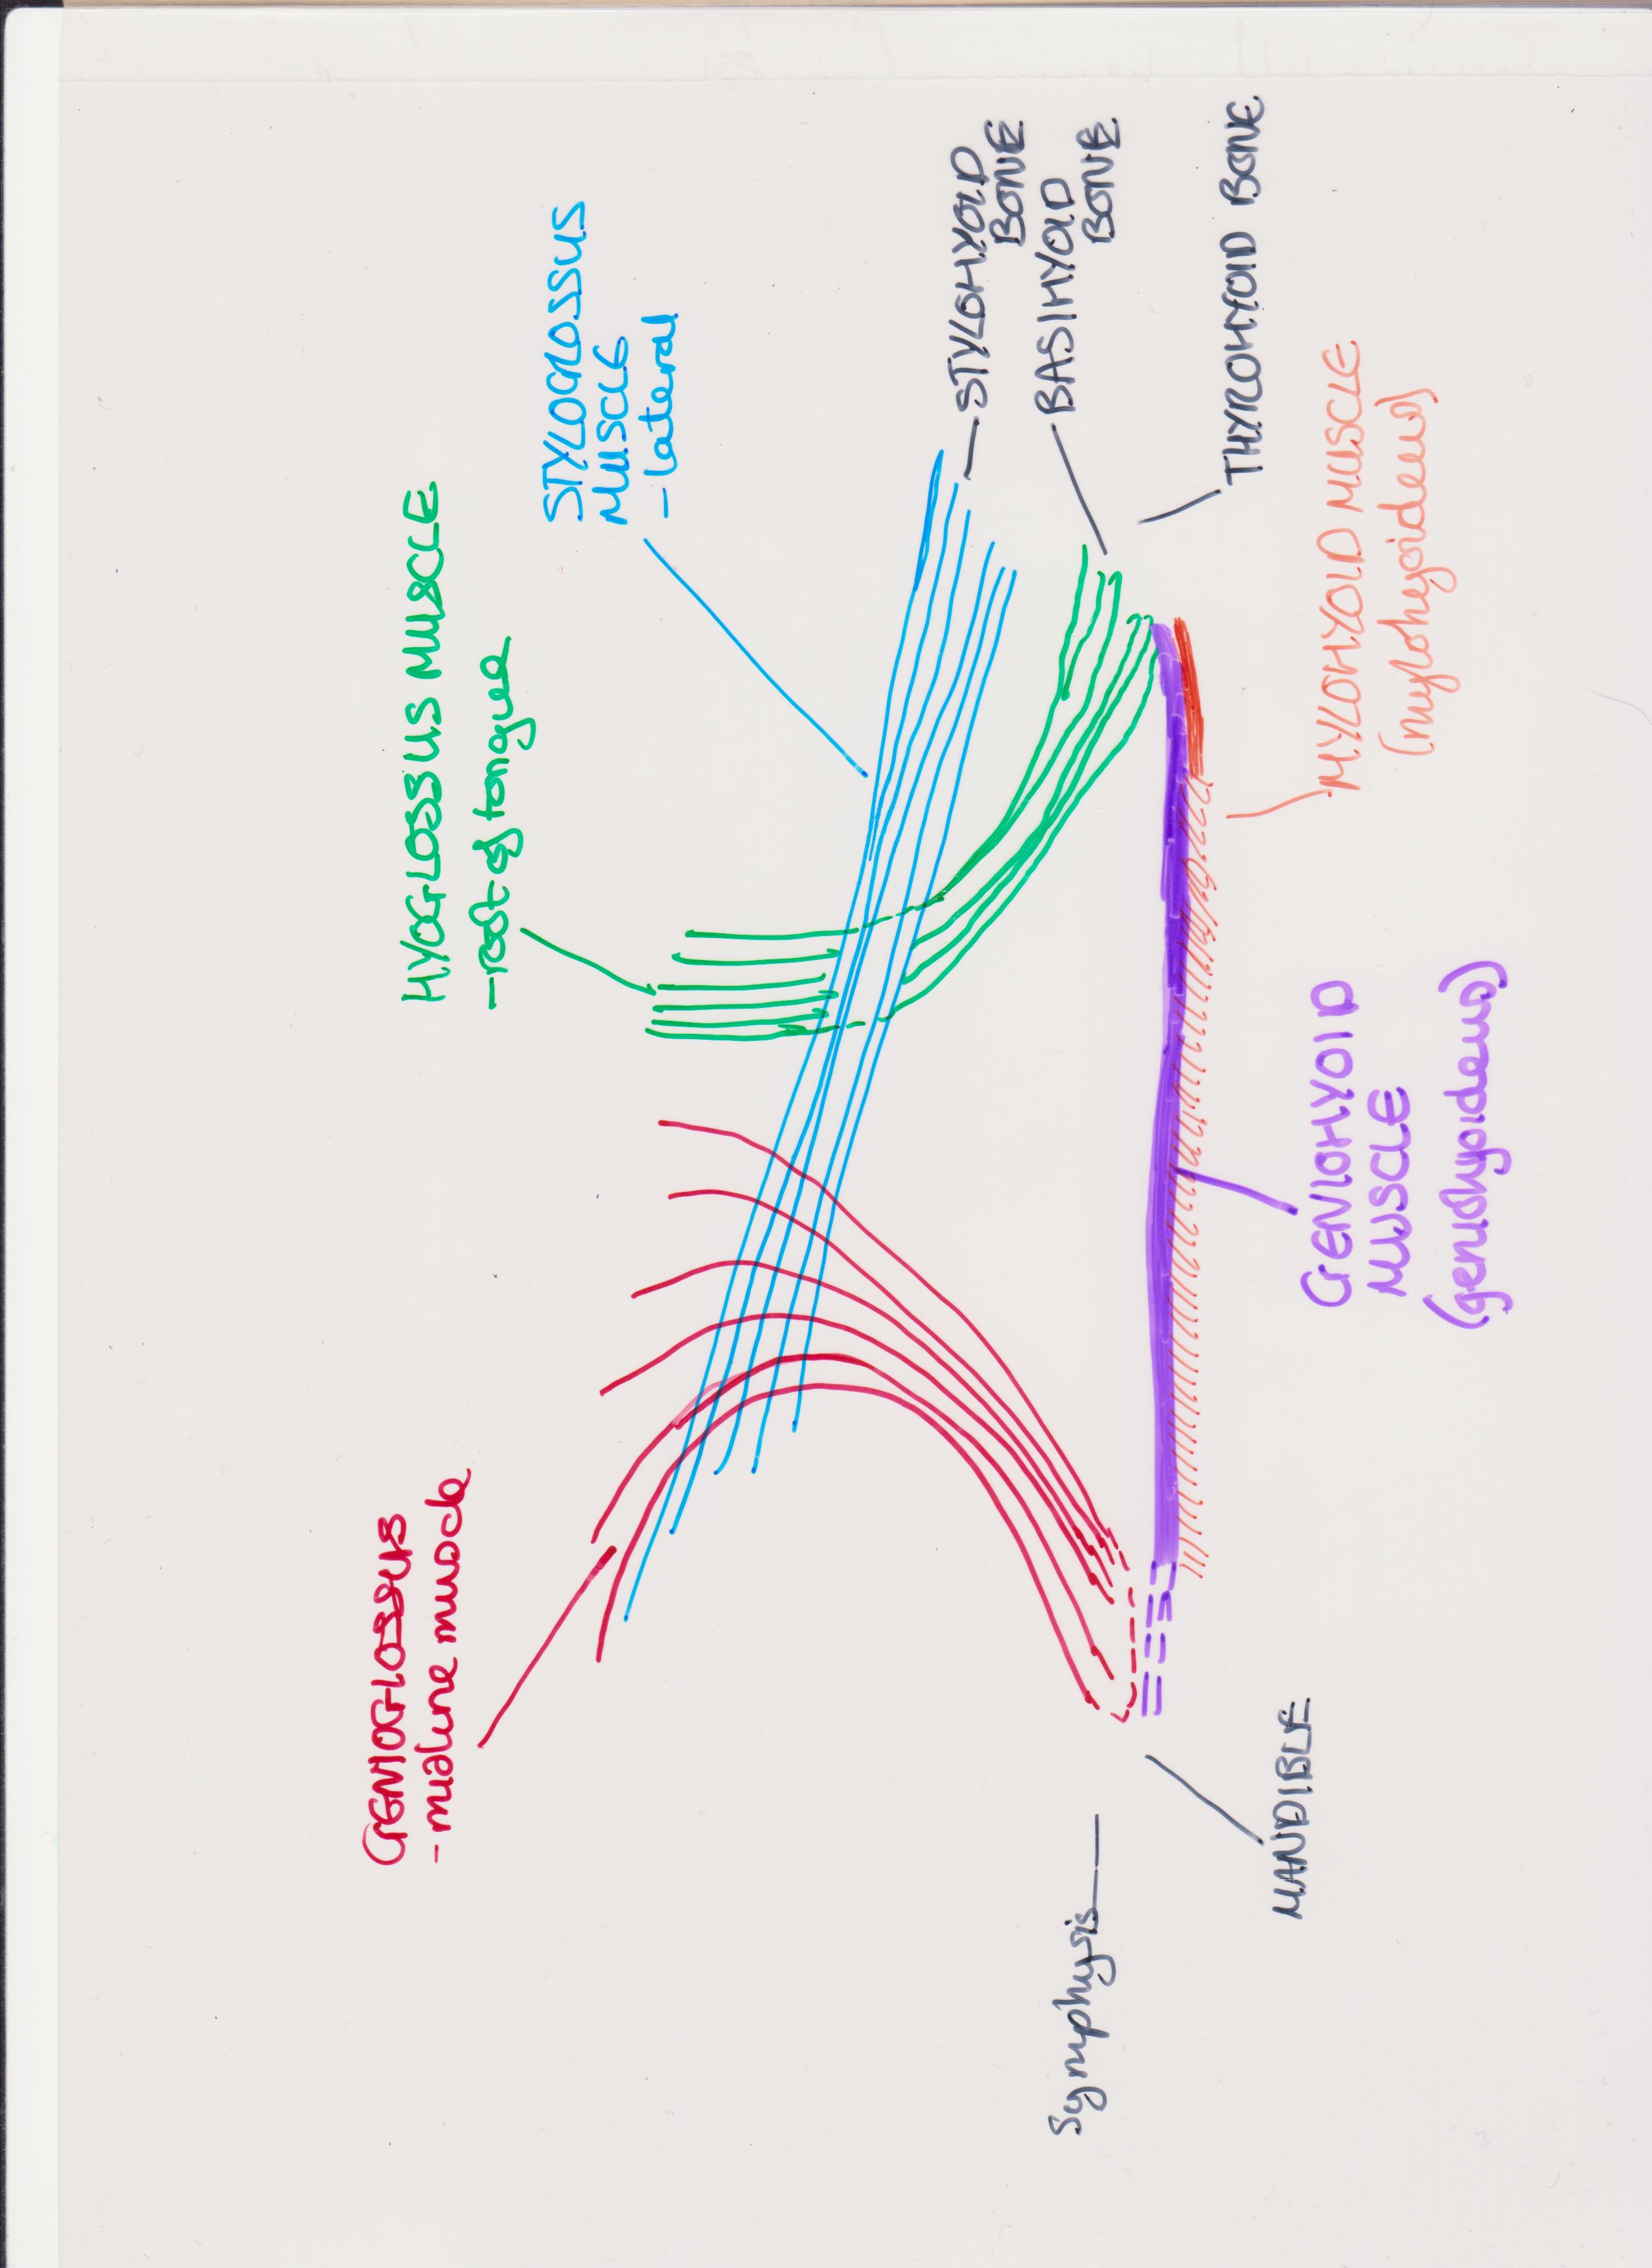 GENIOGLOSSUS
- midline muscle
HYOGLOSSUS MUSCLE
- root of tongue
STYLOGLOSSUS
MUSCLE
- lateral
STYLOHYOID
BONE
BASIHYOID
BONE
THYROHYOID BONE
MYLOHYOID MUSCLE
(mylohyoideus)
GENIOHYOID
MUSCLE
(geniohyoideus)
MANDIBLE
Symphysis